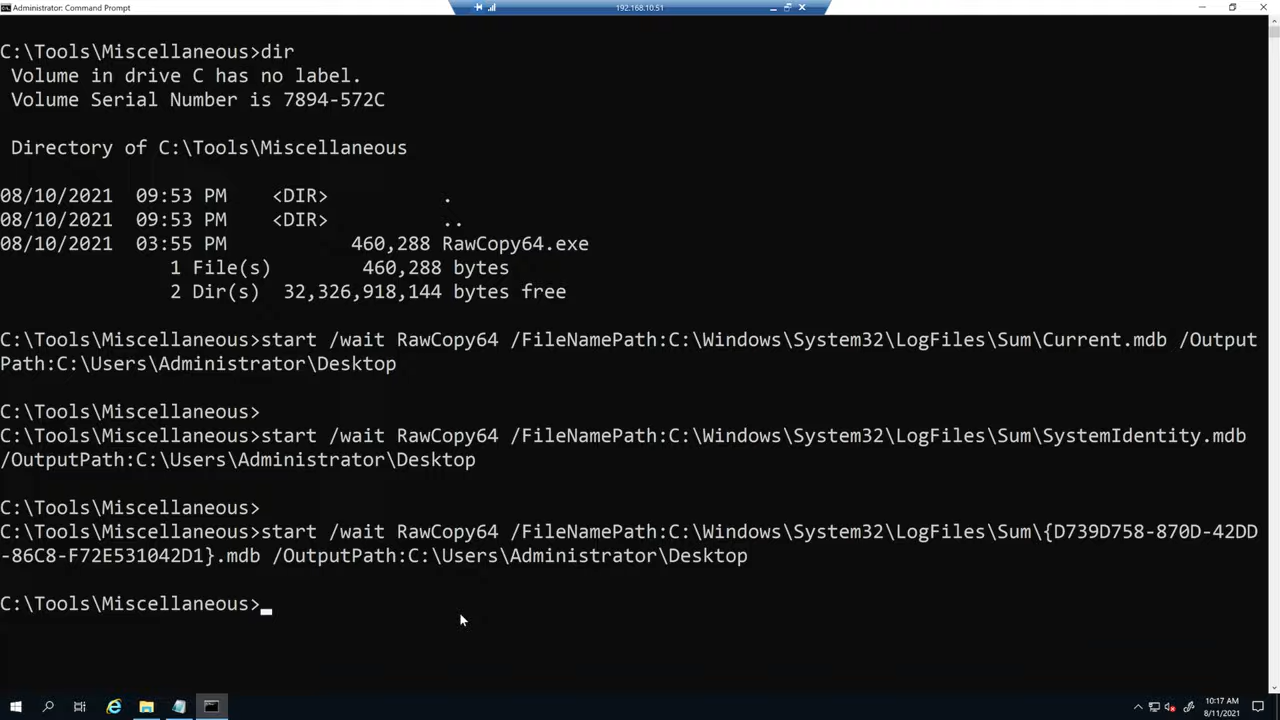 Administrator: Command Prompt
192.168.10.51
C:\Tools\Miscellaneous>dir
Volume in drive C has no label.
Volume Serial Number is 7894-572C
Directory of C:\Tools\Miscellaneous
08/10/2021  09:53 PM    <DIR>          .
08/10/2021  09:53 PM    <DIR>          ..
08/10/2021  03:55 PM           460,288 RawCopy64.exe
1 File(s)        460,288 bytes
2 Dir(s)  32,326,918,144 bytes free
C:\Tools\Miscellaneous>start /wait RawCopy64 /FileNamePath:C:\Windows\System32\LogFiles\Sum\Current.mdb /Output
Path:C:\Users\Administrator\Desktop
C:\Tools\Miscellaneous>
C:\Tools\Miscellaneous>start /wait RawCopy64 /FileNamePath:C:\Windows\System32\LogFiles\Sum\SystemIdentity.mdb
/OutputPath:C:\Users\Administrator\Desktop
C:\Tools\Miscellaneous>
C:\Tools\Miscellaneous>start /wait RawCopy64 /FileNamePath:C:\Windows\System32\LogFiles\Sum\{D739D758-870D-42DD
-86C8-F72E531042D1}.mdb /OutputPath:C:\Users\Administrator\Desktop
C:\Tools\Miscellaneous>
10:17 AM
8/11/2021